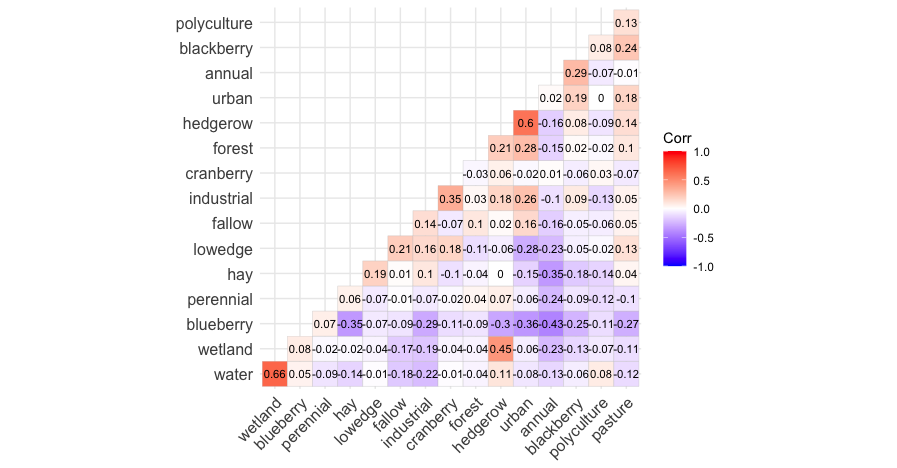 polyculture 0.13
blackberry 0.08 0.24
annual 0.29 -0.07 -0.01
urban 0.02 0.19 0 0.18
hedgerow 0.6 -0.16 0.08 -0.09 0.14
forest 0.21 0.28 -0.15 0.02 -0.02 0.1
cranberry -0.03 0.06 -0.02 0.01 -0.06 0.03 -0.07
industrial 0.35 0.03 0.18 0.26 -0.1 0.09 -0.13 0.05
fallow 0.14 -0.07 0.1 0.02 0.16 -0.16 -0.05 -0.06 0.05
lowedge 0.21 0.16 0.18 -0.11 -0.06 -0.28 -0.23 -0.05 -0.02 0.13
hay 0.19 0.01 0.1 -0.1 -0.04 0 -0.15 -0.35 -0.18 -0.14 0.04
perennial 0.06 -0.07 -0.01 -0.07 -0.02 0.04 0.07 -0.06 -0.24 -0.09 -0.12 -0.1
blueberry 0.07 -0.35 -0.07 -0.09 -0.29 -0.11 -0.09 -0.3 -0.36 -0.43 -0.25 -0.11 -0.27
wetland 0.08 -0.02 -0.02 -0.04 -0.17 -0.19 -0.04 -0.04 0.45 -0.06 -0.23 -0.13 -0.07 -0.11
water 0.66 0.05 -0.09 -0.14 -0.01 -0.18 -0.22 -0.01 -0.04 0.11 -0.08 -0.13 -0.06 0.08 -0.12
wetland
blueberry
perennial
hay
lowedge
fallow
industrial
cranberry
forest
hedgerow
urban
annual
blackberry
polyculture
pasture
Corr
1.0
0.5
0.0
-0.5
-1.0